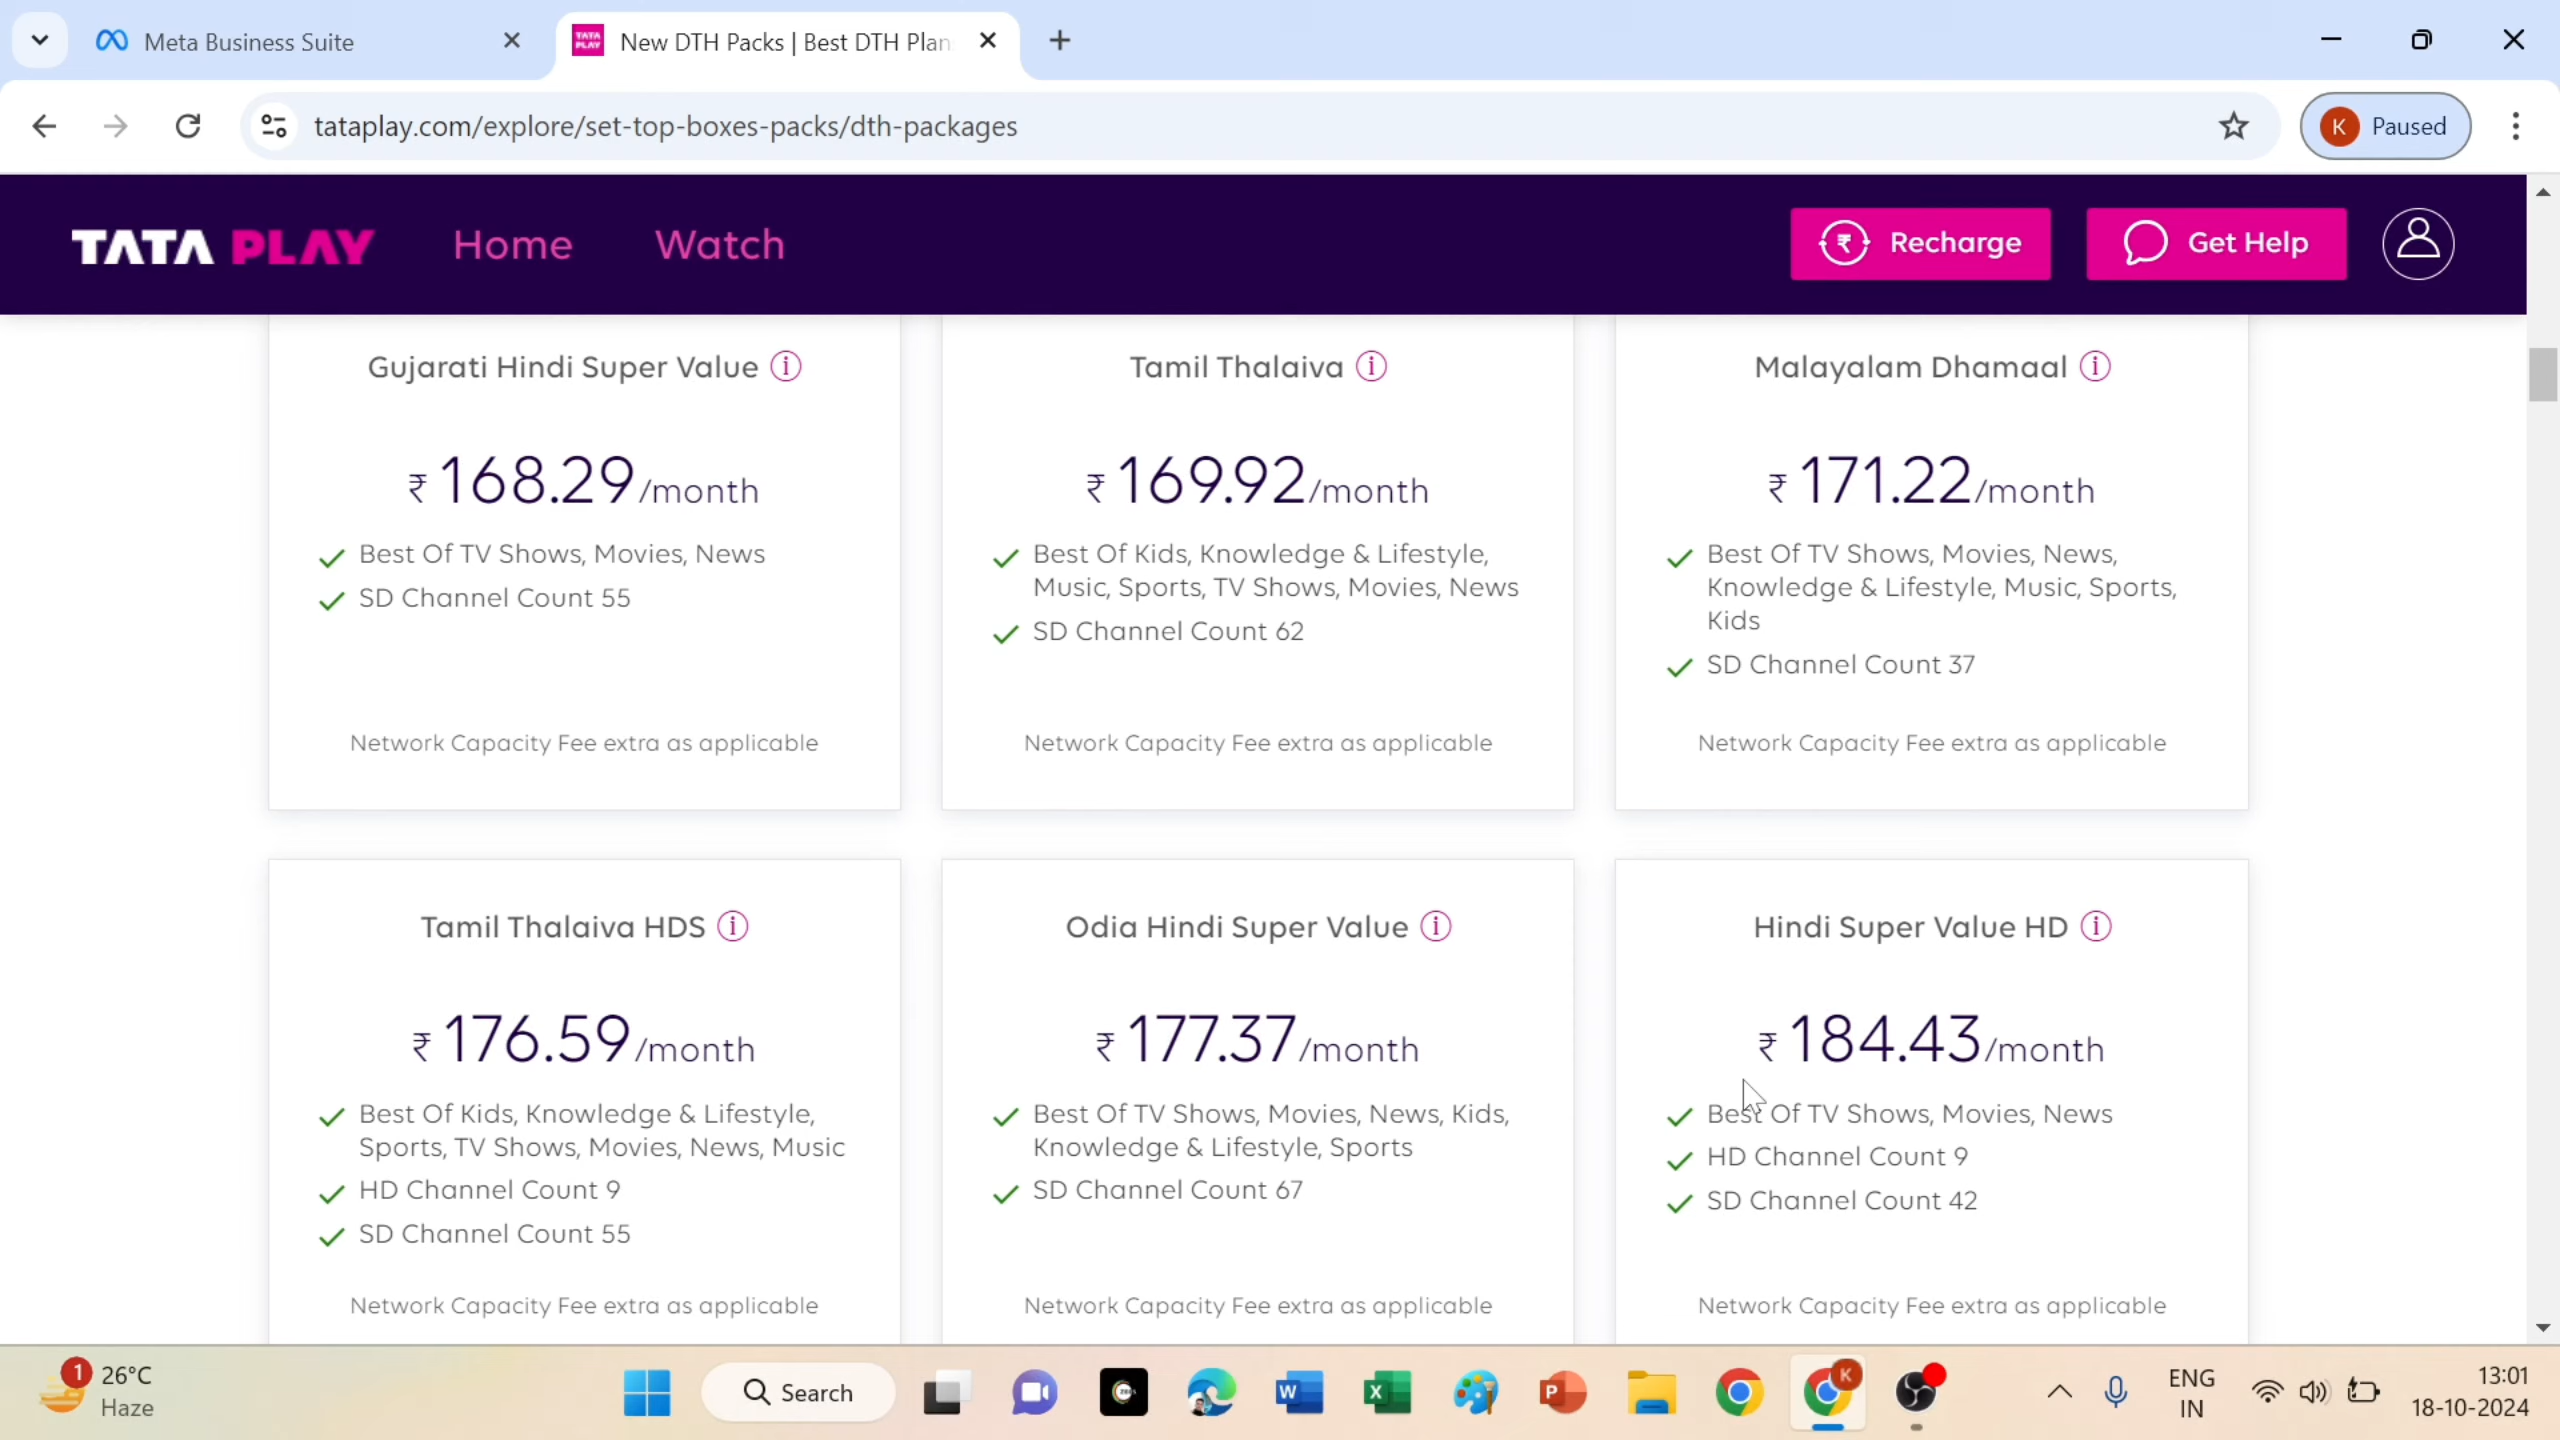 Meta Business Suite
TATA PLAY
New DTH Packs | Best DTH Plan
tataplay.com/explore/set-top-boxes-packs/dth-packages
K
Paused
TATA PLAY
Home
Watch
₹
Recharge
Get Help
Gujarati Hindi Super Value i
₹ 168.29/month
Best Of TV Shows, Movies, News
SD Channel Count 55
Network Capacity Fee extra as applicable
Tamil Thalaiva i
₹ 169.92/month
Best Of Kids, Knowledge & Lifestyle,
Music, Sports, TV Shows, Movies, News
SD Channel Count 62
Network Capacity Fee extra as applicable
Malayalam Dhamaal i
₹ 171.22/month
Best Of TV Shows, Movies, News,
Knowledge & Lifestyle, Music, Sports,
Kids
SD Channel Count 37
Network Capacity Fee extra as applicable
Tamil Thalaiva HDS i
₹ 176.59/month
Best Of Kids, Knowledge & Lifestyle,
Sports, TV Shows, Movies, News, Music
HD Channel Count 9
SD Channel Count 55
Network Capacity Fee extra as applicable
Odia Hindi Super Value i
₹ 177.37/month
Best Of TV Shows, Movies, News, Kids,
Knowledge & Lifestyle, Sports
SD Channel Count 67
Network Capacity Fee extra as applicable
Hindi Super Value HD i
₹ 184.43/month
Best Of TV Shows, Movies, News
HD Channel Count 9
SD Channel Count 42
Network Capacity Fee extra as applicable
1
26°C
Haze
Search
W
X
P
K
ENG
IN
13:01
18-10-2024